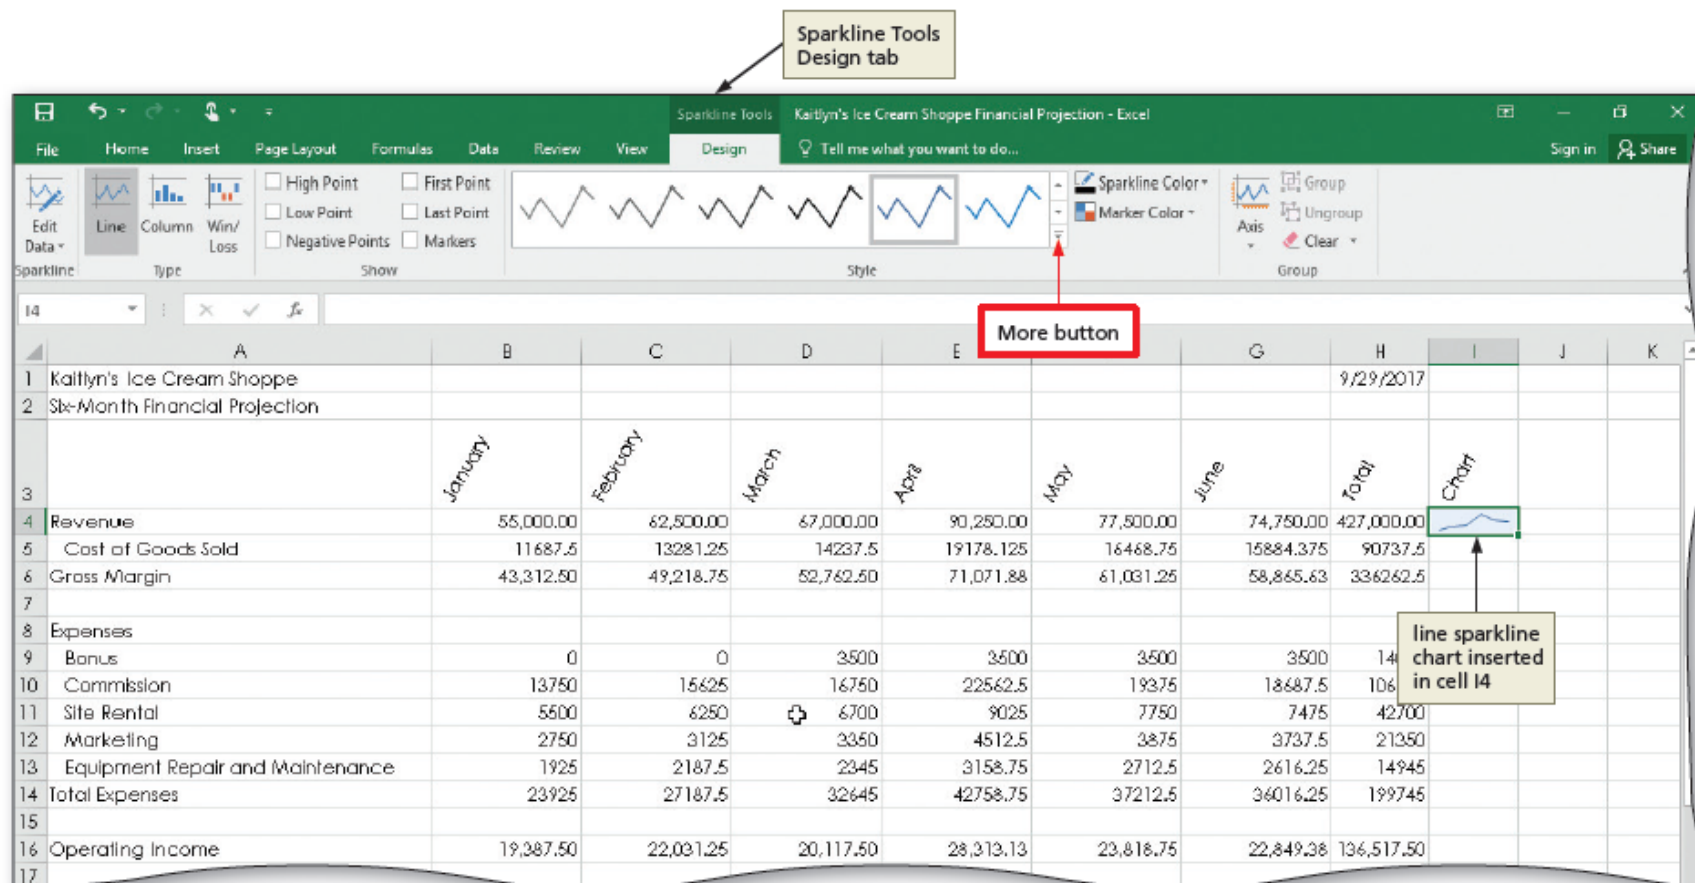 Sparkline Tools
Design tab
Sparkline Tools Kaitlyn's Ice Cream Shoppe Financial Projection - Excel
File Home Insert Page Layout Formulas Data Review View Design Tell me what you want to do... Sign in Share
High Point First Point Sparkline Color
Low Point Last Point Marker Color
Negative Points Markers
Edit Data Line Column Win/Loss Axis Group
Ungroup
Clear
Sparkline Type Show Style Group
I4 fx
More button
A B C D E G H I J K
1 Kaitlyn's Ice Cream Shoppe 9/29/2017
2 Six-Month Financial Projection
3 January February March April May June Total Chart
4 Revenue 55,000.00 62,500.00 67,000.00 90,250.00 77,500.00 74,750.00 427,000.00
5 Cost of Goods Sold 11687.5 13281.25 14237.5 19178.125 16468.75 15884.375 90737.5
6 Gross Margin 43,312.50 49,218.75 52,762.50 71,071.88 61,031.25 58,865.63 336262.5
7
8 Expenses
9 Bonus 0 0 3500 3500 3500 3500
10 Commission 13750 15625 16750 22562.5 19375 18687.5
11 Site Rental 5500 6250 6700 9025 7750 7475 42700
12 Marketing 2750 3125 3350 4512.5 3875 3737.5 21350
13 Equipment Repair and Maintenance 1925 2187.5 2345 3158.75 2712.5 2616.25 14945
14 Total Expenses 23925 27187.5 32645 42758.75 37212.5 36016.25 199745
15
16 Operating Income 19,387.50 22,031.25 20,117.50 28,313.13 23,818.75 22,849.38 136,517.50
17
line sparkline
chart inserted
in cell I4